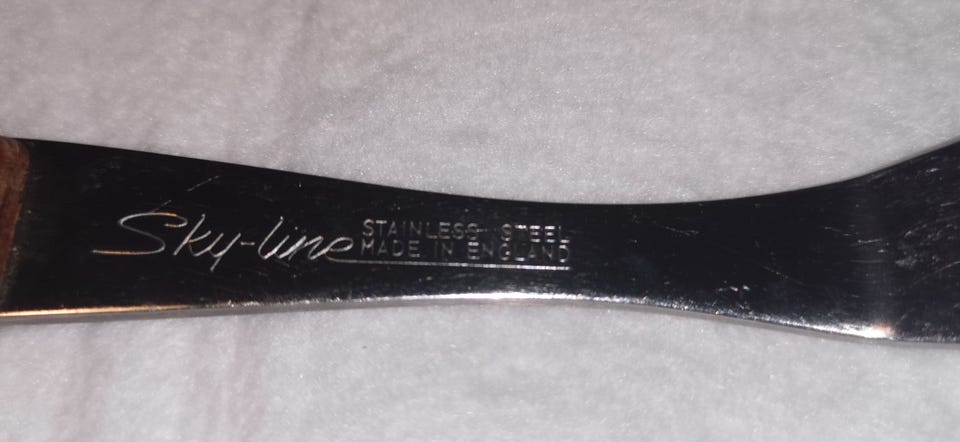 Sky-line
STAINLESS STEEL
MADE IN ENGLAND